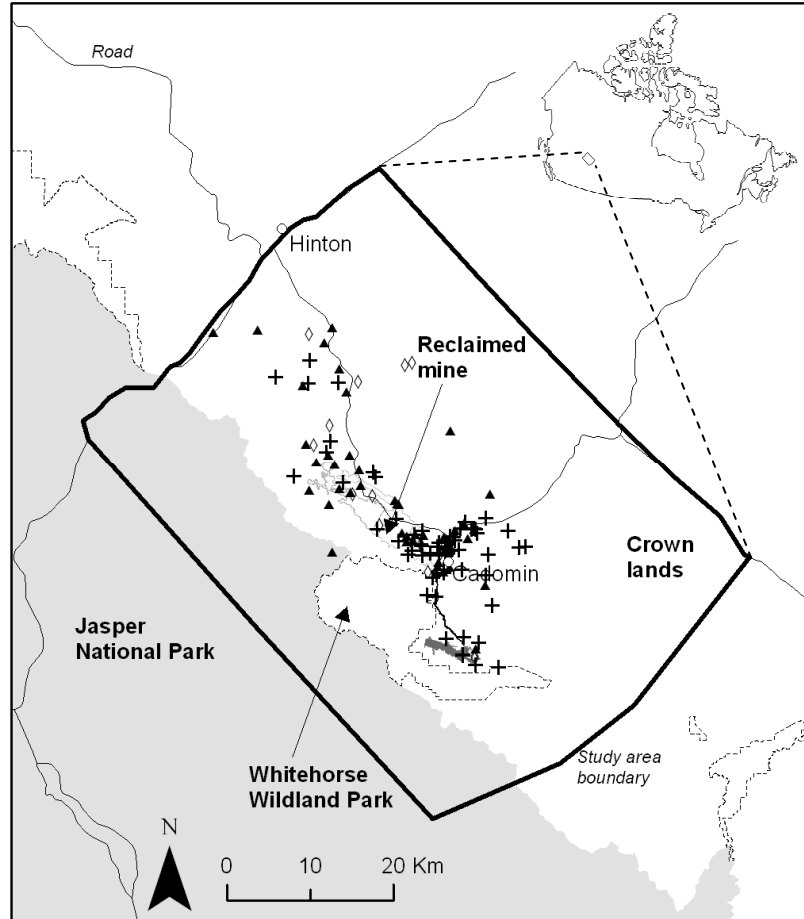 Road
Hinton
Reclaimed
mine
Cadomin
Crown
lands
Jasper
National Park
Whitehorse
Wildland Park
Study area
boundary
N
0 10 20 Km